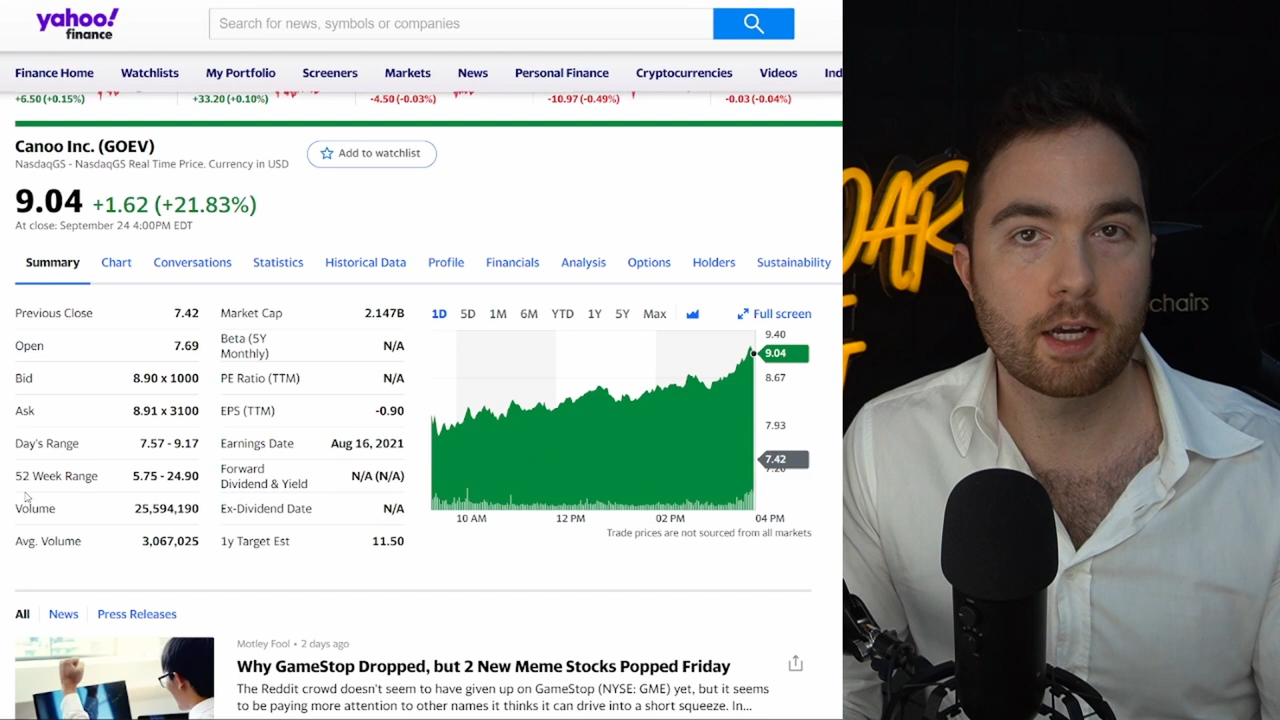 yahoo!
finance
Search for news, symbols or companies
Finance Home Watchlists My Portfolio Screeners Markets News Personal Finance Cryptocurrencies Videos Ind
+6.50 (+0.15%) +33.20 (+0.10%) -4.50 (-0.03%) -10.97 (-0.49%) -0.03 (-0.04%)
Canoo Inc. (GOEV)
NasdaqGS - NasdaqGS Real Time Price. Currency in USD
Add to watchlist
9.04 +1.62 (+21.83%)
At close: September 24 4:00PM EDT
Summary Chart Conversations Statistics Historical Data Profile Financials Analysis Options Holders Sustainability
Previous Close 7.42
Open 7.69
Bid 8.90 x 1000
Ask 8.91 x 3100
Day's Range 7.57 - 9.17
52 Week Range 5.75 - 24.90
Volume 25,594,190
Avg. Volume 3,067,025
Market Cap 2.147B
Beta (5Y
Monthly) N/A
PE Ratio (TTM) N/A
EPS (TTM) -0.90
Earnings Date Aug 16, 2021
Forward
Dividend & Yield N/A (N/A)
Ex-Dividend Date N/A
1y Target Est 11.50
1D 5D 1M 6M YTD 1Y 5Y Max Full screen
9.40
9.04
8.67
7.93
7.42
7.20
10 AM 12 PM 02 PM 04 PM
Trade prices are not sourced from all markets
All News Press Releases
Motley Fool • 2 days ago
Why GameStop Dropped, but 2 New Meme Stocks Popped Friday
The Reddit crowd doesn't seem to have given up on GameStop (NYSE: GME) yet, but it seems
to be paying more attention to other names it thinks it can drive into a short squeeze. In...
chairs